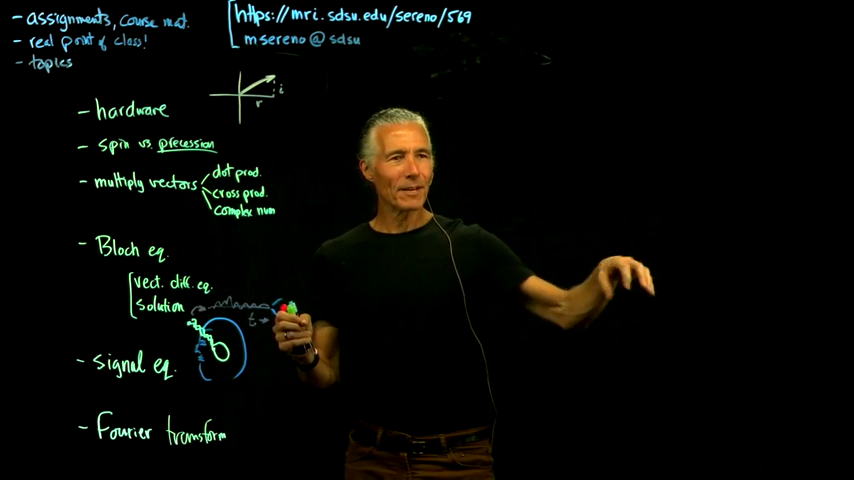 - assignments, course mat.
- real point of class!
- topics
https://mri.sdsu.edu/sereno/569
msereno@sdsu
r
i
- hardware
- spin vs. precession
- multiply vectors
dot prod.
cross prod.
complex num
- Bloch eq.
vect. diff. eq.
solution
t →
- Signal eq.
- Fourier transform